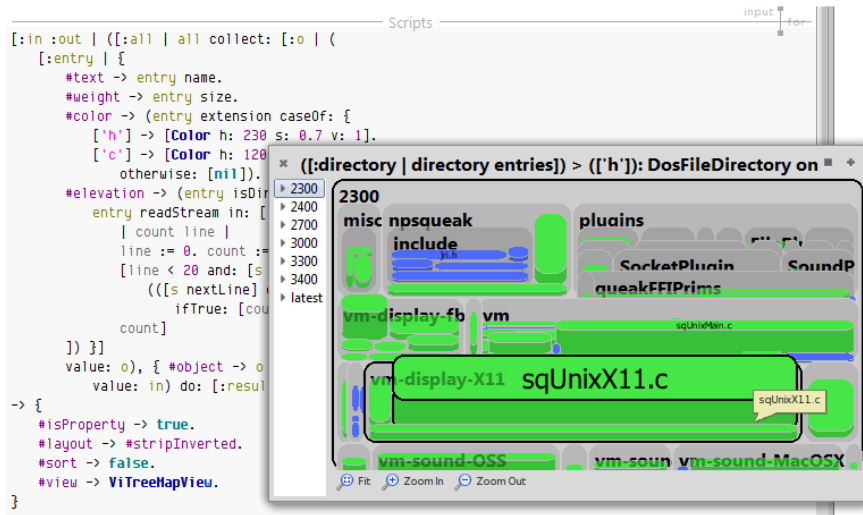 Scripts
input
for
[:in :out | ([:all | all collect: [:o | (
[:entry | {
#text -> entry name.
#weight -> entry size.
#color -> (entry extension caseOf: {
['h'] -> [Color h: 230 s: 0.7 v: 1].
['c'] -> [Color h: 120
otherwise: [nil]).
#elevation -> (entry isDir
entry readStream in: [
| count line |
line := 0. count :=
[line < 20 and: [s
(([s nextLine]
ifTrue: [cou
count]
]) }]
value: o), { #object -> o
value: in) do: [:resul
-> {
#isProperty -> true.
#layout -> #stripInverted.
#sort -> false.
#view -> ViTreeMapView.
}
([:directory | directory entries]) > (['h']): DosFileDirectory on
2300
2400
2700
3000
3300
3400
latest
2300
misc npsqueak plugins
include
jri.h
SocketPlugin SoundP
queakFFIPrims
vm-display-fb vm
sqUnixMain.c
vm-display-X11 sqUnixX11.c
sqUnixX11.c
vm-sound-OSS vm-soun vm-sound-MacOSX
Fit Zoom In Zoom Out